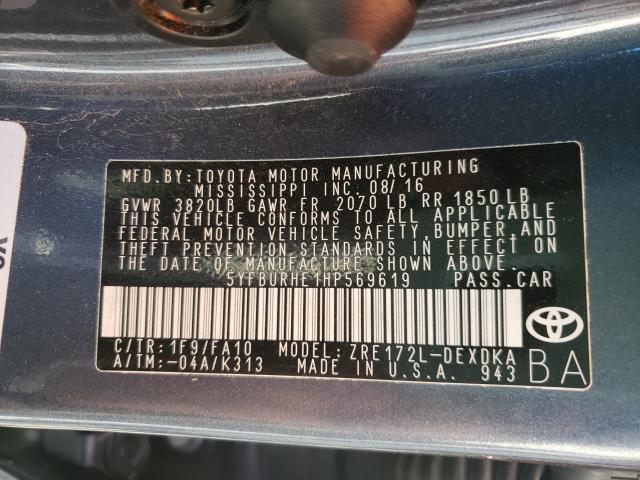 MFD. BY:TOYOTA MOTOR MANUFACTURING
MISSISSIPPI INC. 08/16
GVWR 3820LB GAWR FR 2070 LB RR 1850 LB
THIS VEHICLE CONFORMS TO ALL APPLICABLE
FEDERAL MOTOR VEHICLE SAFETY, BUMPER, AND
THEFT PREVENTION STANDARDS IN EFFECT ON
THE DATE OF MANUFACTURE SHOWN ABOVE.
5YFBURHE1HP569619 PASS.CAR
C/TR: 1F9/FA10 MODEL: ZRE172L-DEXDKA
A/TM:-04A/K313 MADE IN U.S.A. 943
BA